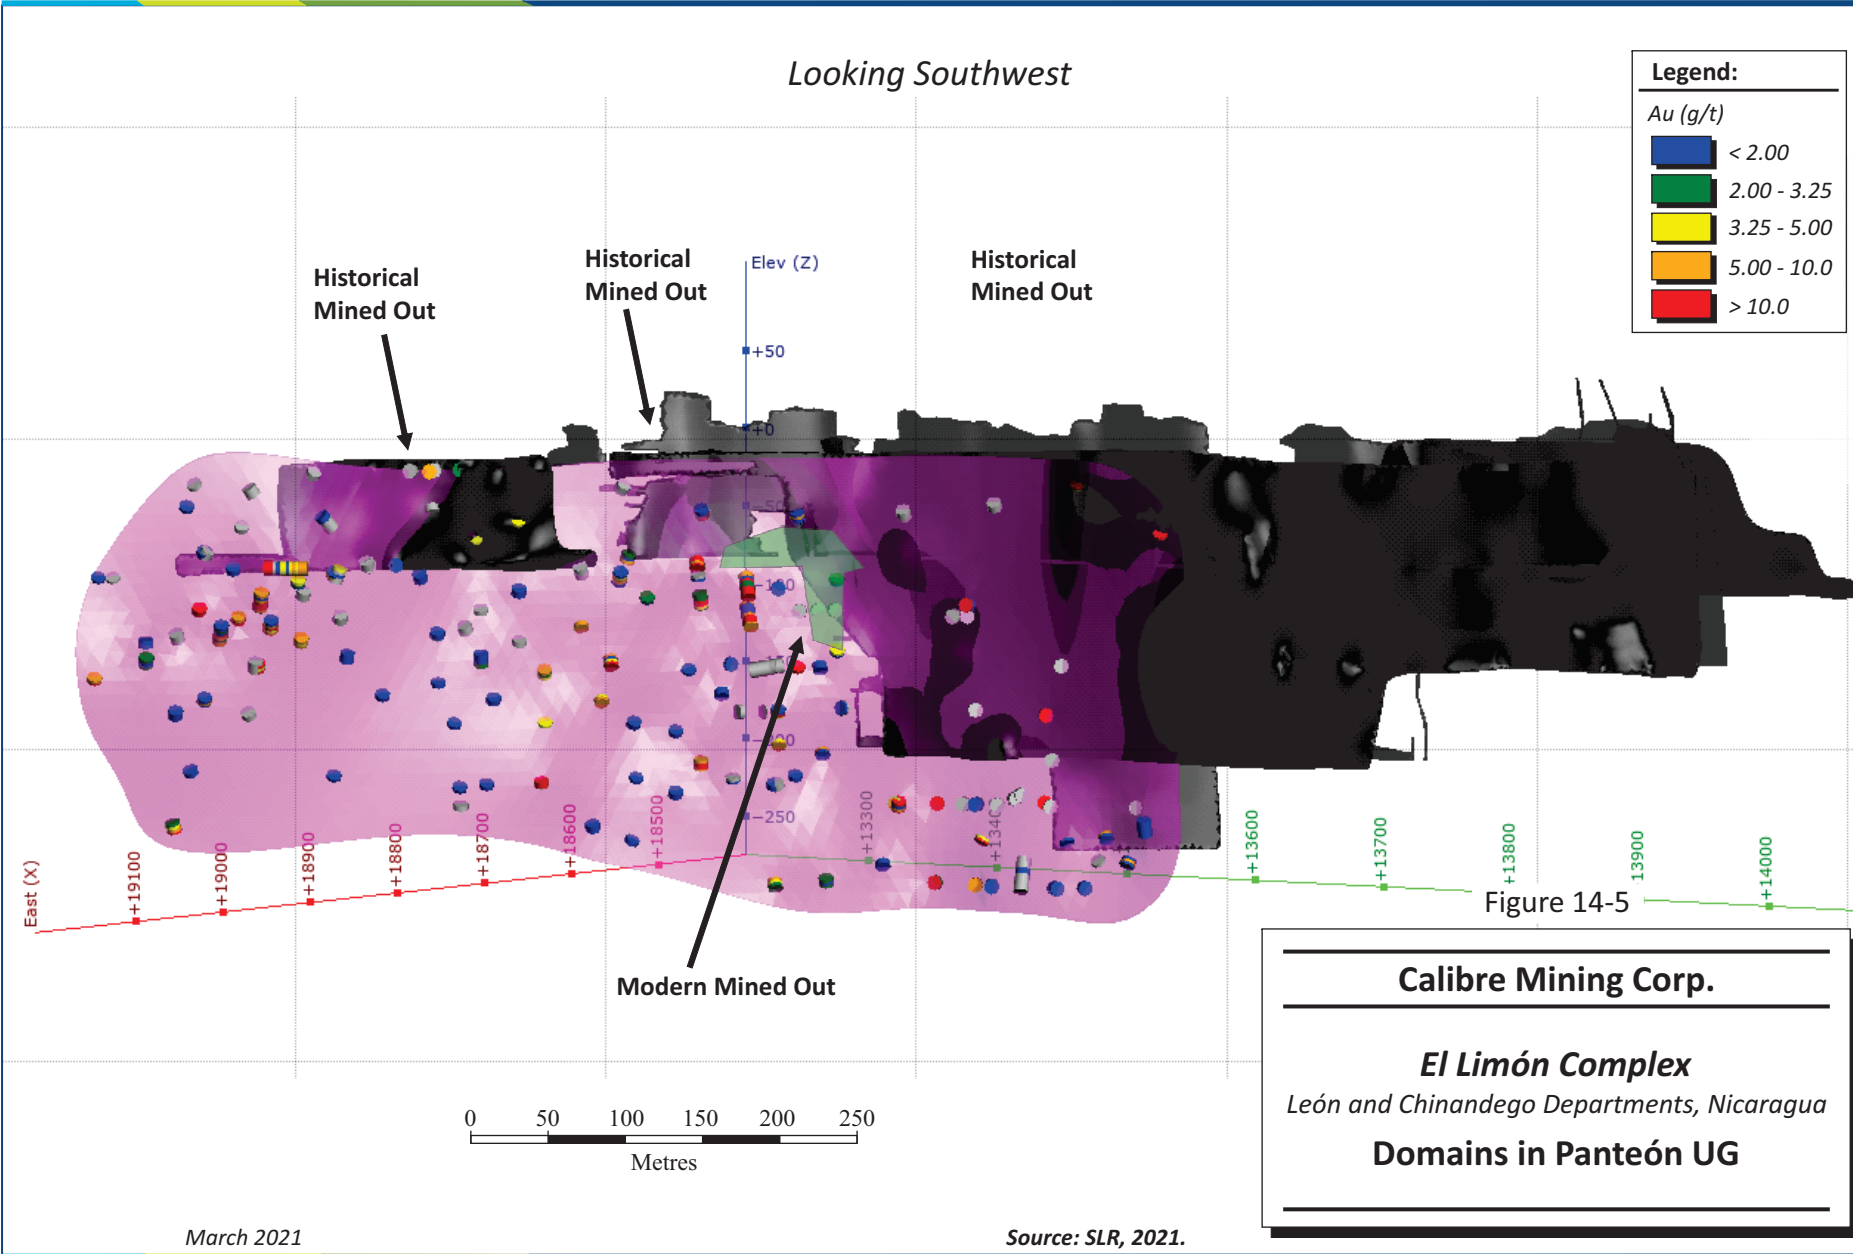 Looking Southwest
Legend:
Au (g/t)
< 2.00
2.00 - 3.25
3.25 - 5.00
5.00 - 10.0
> 10.0
Historical
Mined Out
Historical
Mined Out
Historical
Mined Out
Elev (Z)
+50
+0
-50
-100
-200
-250
East (X)
+19100
+19000
+18900
+18800
+18700
+18600
+18500
+13300
+13600
+13700
+13800
13900
+14000
Modern Mined Out
Figure 14-5
Calibre Mining Corp.
El Limón Complex
León and Chinandego Departments, Nicaragua
Domains in Panteón UG
0 50 100 150 200 250
Metres
March 2021
Source: SLR, 2021.